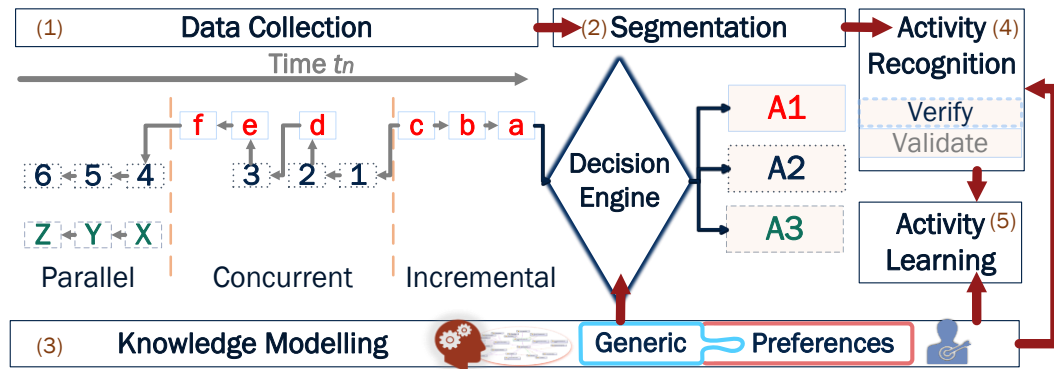 (1) Data Collection
(2) Segmentation
Activity (4)
Recognition
Verify
Validate
Time tn
f e d c b a
6 5 4 3 2 1
Z Y X
Parallel
Concurrent
Incremental
Decision
Engine
A1
A2
A3
Activity (5)
Learning
(3) Knowledge Modelling
Generic
Preferences